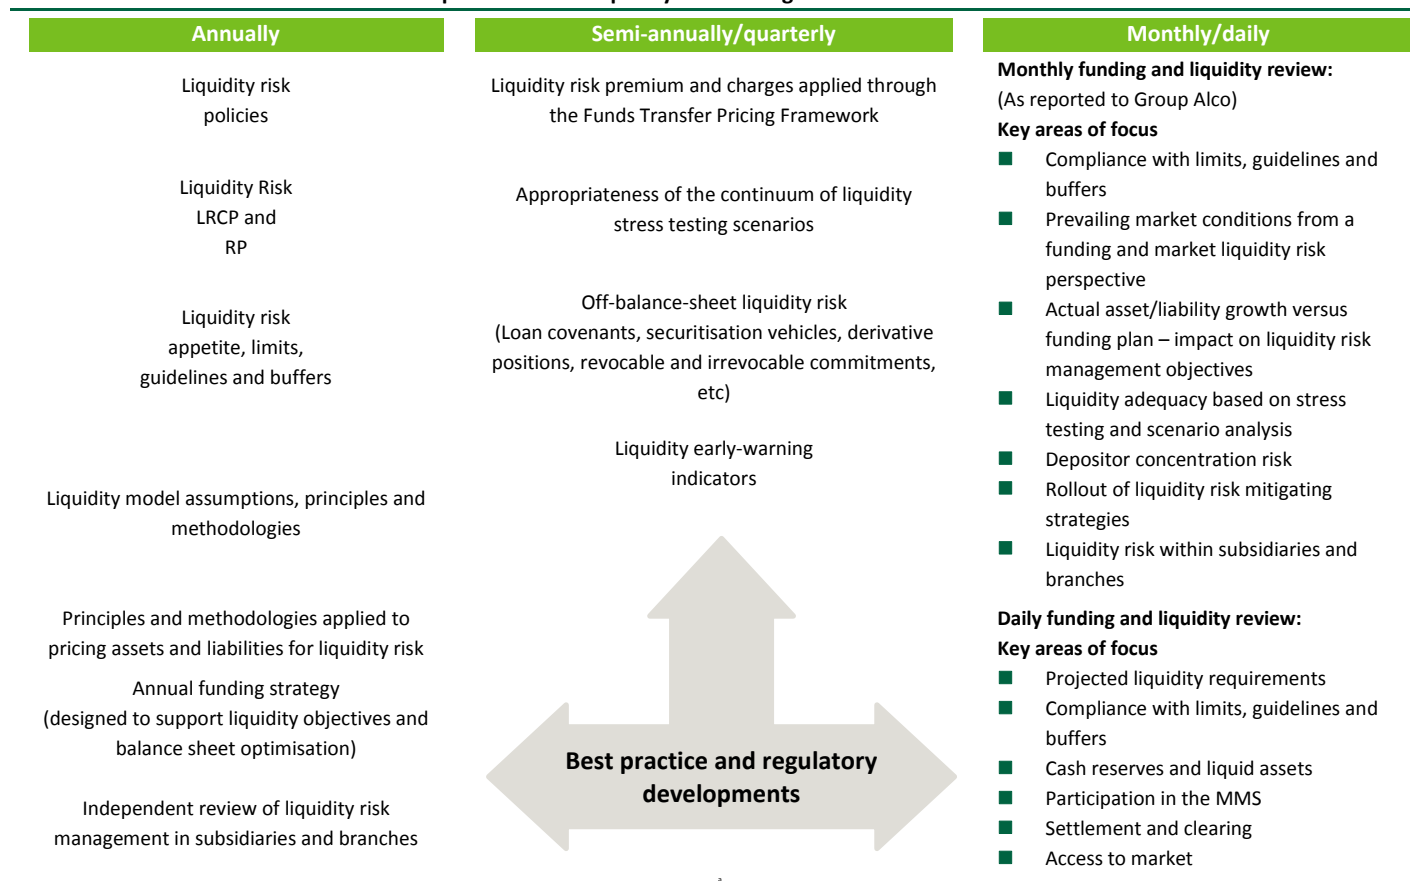 Annually
Liquidity risk
policies
Liquidity Risk
LRCP and
RP
Liquidity risk
appetite, limits,
guidelines and buffers
Liquidity model assumptions, principles and
methodologies
Principles and methodologies applied to
pricing assets and liabilities for liquidity risk
Annual funding strategy
(designed to support liquidity objectives and
balance sheet optimisation)
Independent review of liquidity risk
management in subsidiaries and branches
Semi-annually/quarterly
Liquidity risk premium and charges applied through
the Funds Transfer Pricing Framework
Appropriateness of the continuum of liquidity
stress testing scenarios
Off-balance-sheet liquidity risk
(Loan covenants, securitisation vehicles, derivative
positions, revocable and irrevocable commitments,
etc)
Liquidity early-warning
indicators
Best practice and regulatory
developments
Monthly/daily
Monthly funding and liquidity review:
(As reported to Group Alco)
Key areas of focus
Compliance with limits, guidelines and
buffers
Prevailing market conditions from a
funding and market liquidity risk
perspective
Actual asset/liability growth versus
funding plan – impact on liquidity risk
management objectives
Liquidity adequacy based on stress
testing and scenario analysis
Depositor concentration risk
Rollout of liquidity risk mitigating
strategies
Liquidity risk within subsidiaries and
branches
Daily funding and liquidity review:
Key areas of focus
Projected liquidity requirements
Compliance with limits, guidelines and
buffers
Cash reserves and liquid assets
Participation in the MMS
Settlement and clearing
Access to market